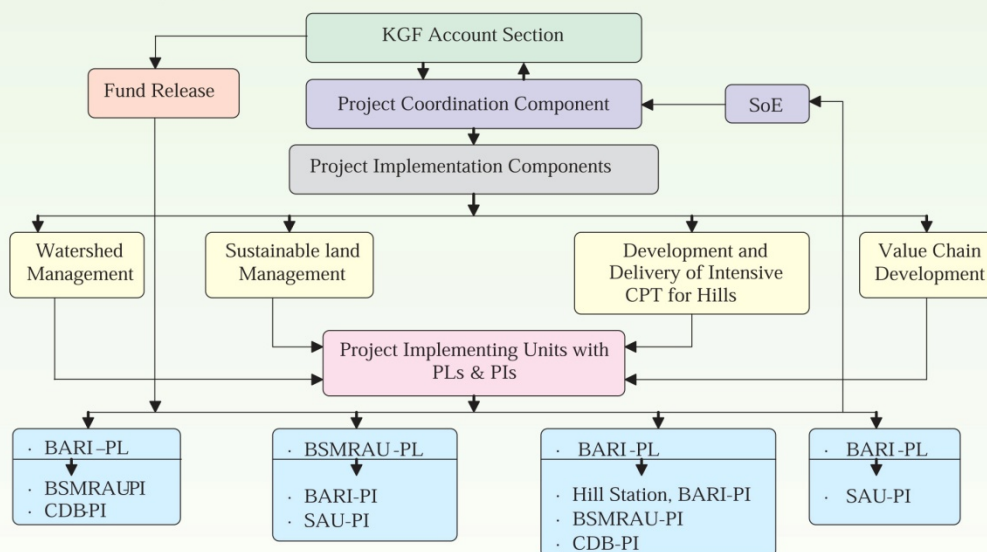 KGF Account Section
Fund Release
Project Coordination Component
SoE
Project Implementation Components
Watershed
Management
Sustainable land
Management
Development and
Delivery of Intensive
CPT for Hills
Value Chain
Development
Project Implementing Units with
PLs & PIs
· BARI –PL
· BSMRAUPI
· CDBPI
· BSMRAU -PL
· BARI-PI
· SAU-PI
· BARI-PL
· Hill Station, BARI-PI
· BSMRAU-PI
· CDB-PI
· BARI-PL
· SAU-PI